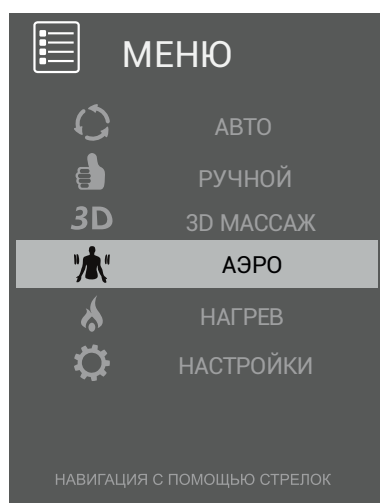 МЕНЮ
АВТО
РУЧНОЙ
3D 3D МАССАЖ
АЭРО
НАГРЕВ
НАСТРОЙКИ
НАВИГАЦИЯ С ПОМОЩЬЮ СТРЕЛОК